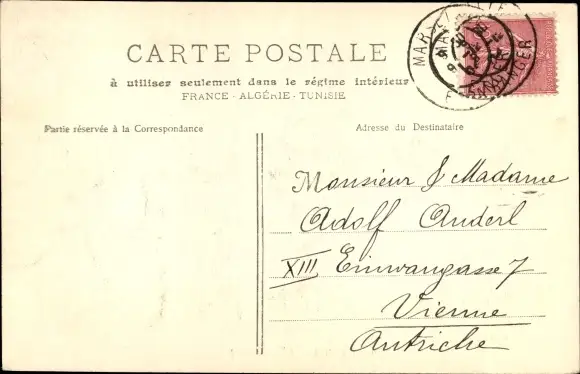 CARTE POSTALE
à utiliser seulement dans le régime intérieur
FRANCE - ALGÉRIE - TUNISIE
Partie réservée à la Correspondance
Adresse du Destinataire
Monsieur & Madame
Adolf Anderl
XIII Einwangasse 7
Vienne
Autriche